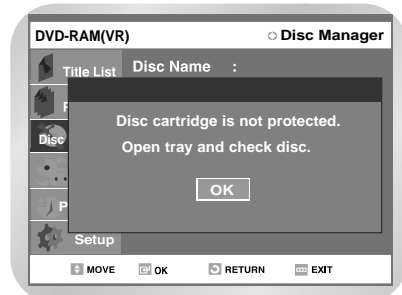 DVD-RAM(VR) Disc Manager
Title List Disc Name :
Disc cartridge is not protected.
Disc
Open tray and check disc.
OK
P
Setup
MOVE OK RETURN EXIT